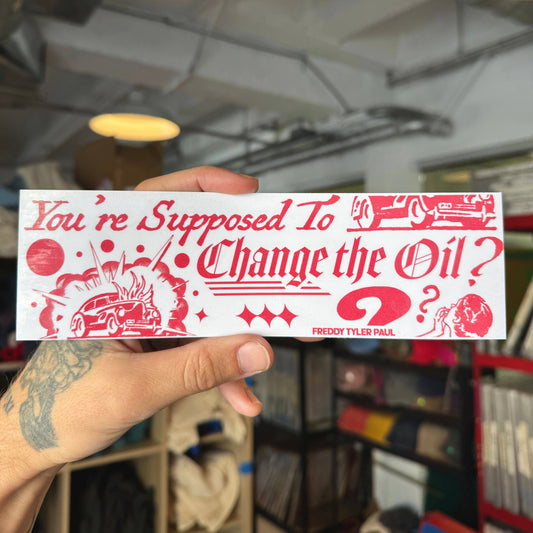 You're Supposed To
Change the Oil?
?
?
FREDDY TYLER PAUL